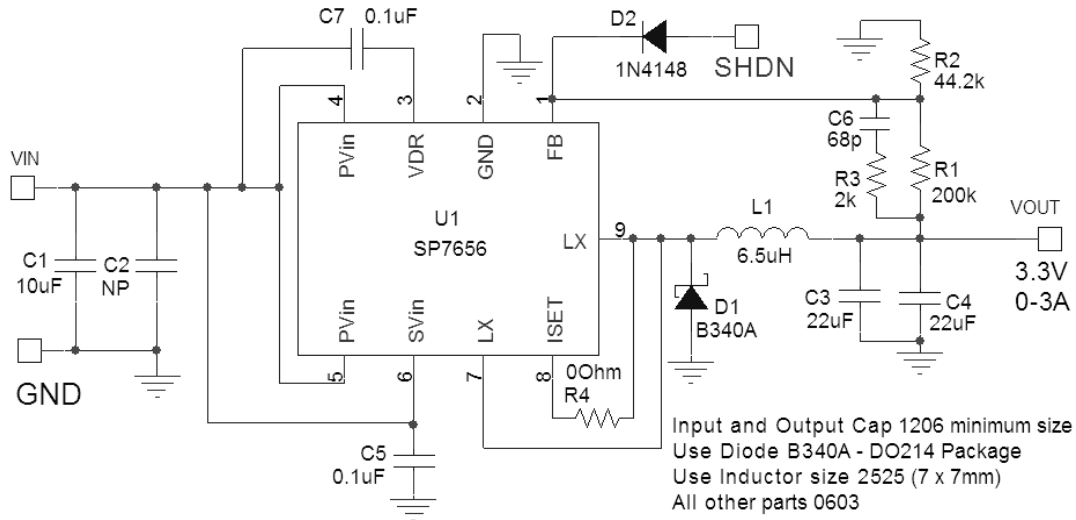 C7
0.1uF
D2
1N4148
SHDN
R2
44.2k
4
3
2
1
PVin
VDR
GND
FB
C6
68p
R3
2k
R1
200k
VIN
U1
SP7656
LX
9
L1
6.5uH
VOUT
3.3V
0-3A
C1
10uF
C2
NP
D1
B340A
C3
22uF
C4
22uF
PVin
SVin
LX
ISET
GND
5
6
7
8
0Ohm
R4
C5
0.1uF
Input and Output Cap 1206 minimum size
Use Diode B340A - DO214 Package
Use Inductor size 2525 (7 x 7mm)
All other parts 0603